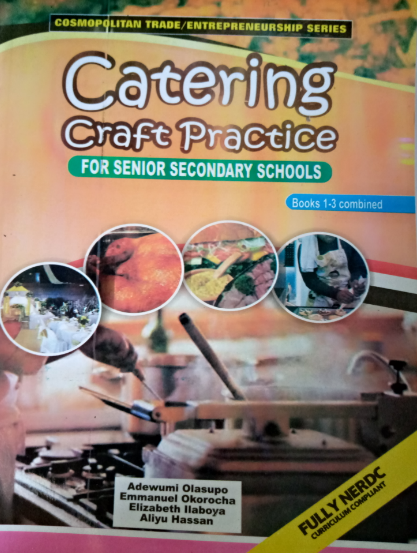 COSMOPOLITAN TRADE/ENTREPRENEURSHIP SERIES
Catering
Craft Practice
FOR SENIOR SECONDARY SCHOOLS
Books 1-3 combined
Adewumi Olasupo
Emmanuel Okorocha
Elizabeth Ilaboya
Aliyu Hassan
FULLY NERDC
CURRICULUM COMPLIANT